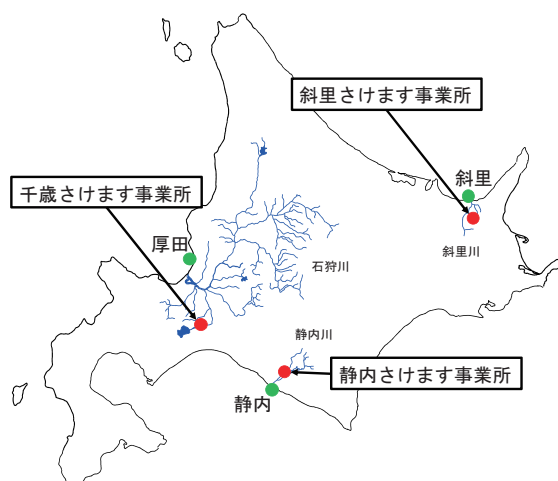 斜里さけます事業所
斜里
千歳さけます事業所
厚田
石狩川
斜里川
静内川
静内さけます事業所
静内